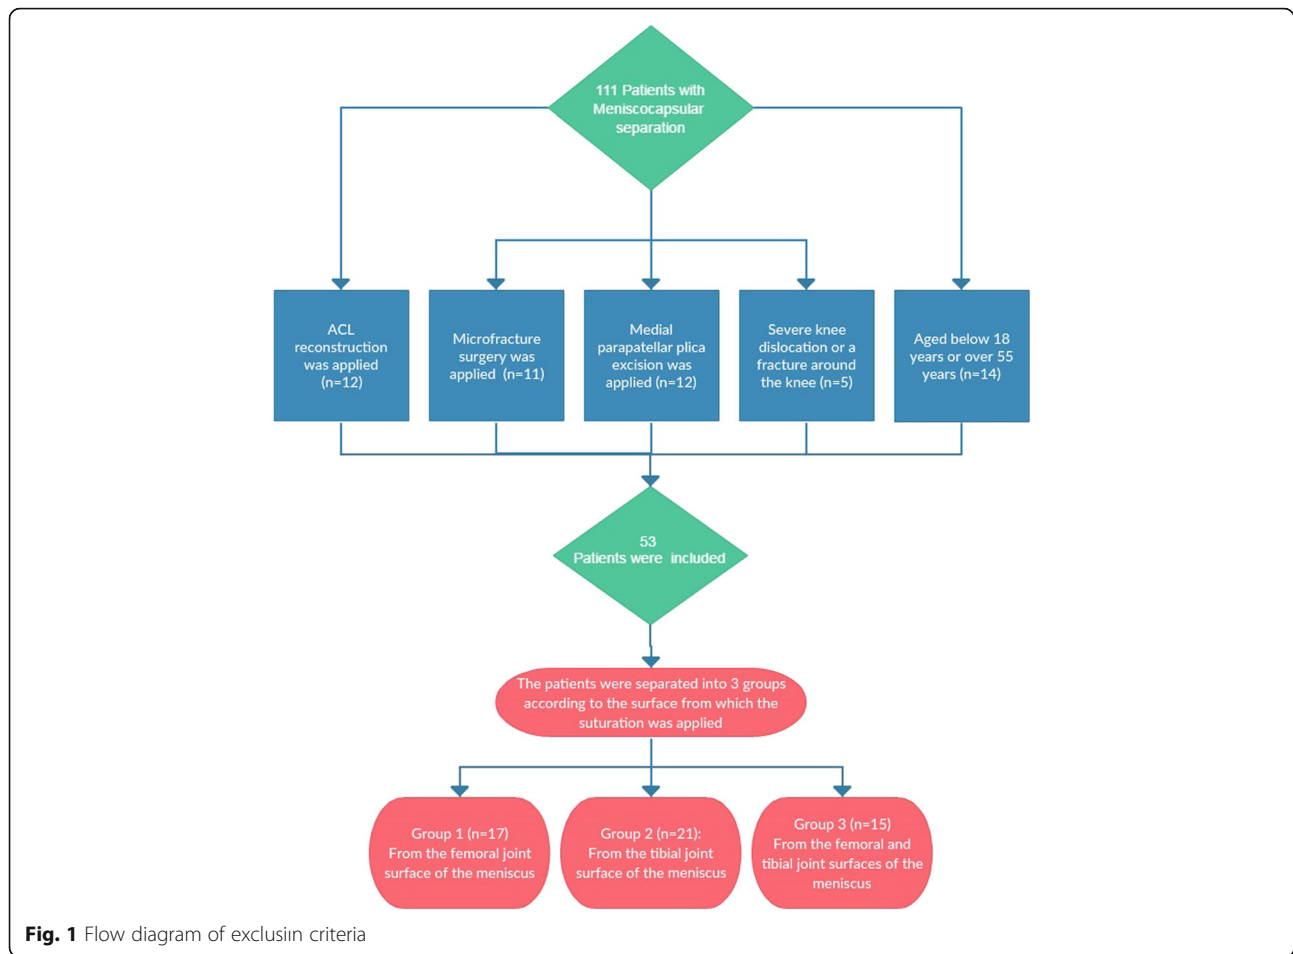 111 Patients with
Meniscocapsular
separation
ACL
reconstruction
was applied
(n=12)
Microfracture
surgery was
applied (n=11)
Medial
parapatellar plica
excision was
applied (n=12)
Severe knee
dislocation or a
fracture around
the knee (n=5)
Aged below 18
years or over 55
years (n=14)
53
Patients were included
The patients were separated into 3 groups
according to the surface from which the
suturation was applied
Group 1 (n=17)
From the femoral joint
surface of the meniscus
Group 2 (n=21):
From the tibial joint
surface of the meniscus
Group 3 (n=15)
From the femoral and
tibial joint surfaces of the
meniscus
Fig. 1 Flow diagram of exclusiın criteria